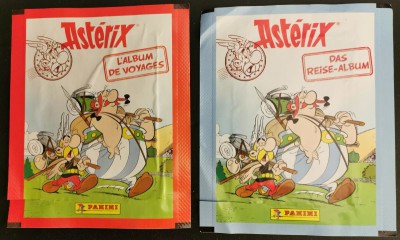 Astérix
L'ALBUM
DE VOYAGES
PANINI
Astérix
DAS
REISE-ALBUM
PANINI